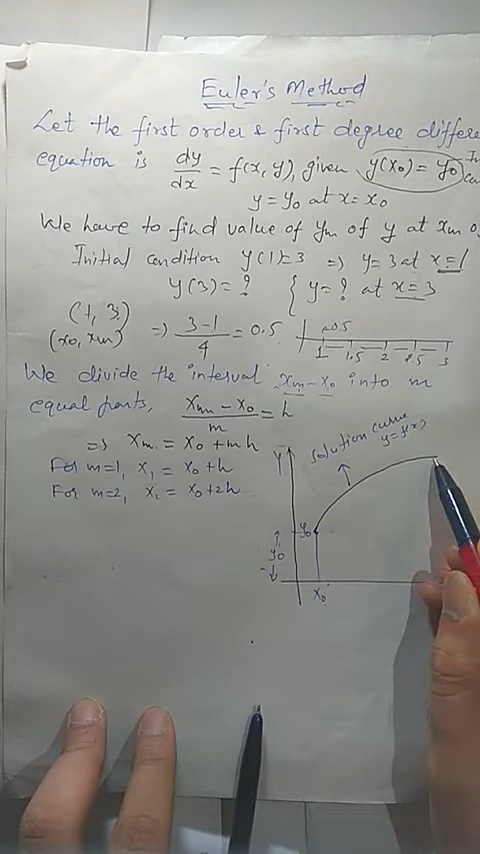 Euler's Method
Let the first order & first degree differe
equation is dy/dx = f(x, y), given y(x₀) = y₀
y = y₀ at x = x₀
We have to find value of yₘ of y at xₘ
Initial condition y(1)=3 => y = 3 at x = 1
y(3) = ? { y = ? at x = 3
(1, 3)
(x₀, xₘ) => 3-1/4 = 0.5
0.5
1 1.5 2 2.5 3
We divide the interval xₘ - x₀ into m
equal parts, xₘ - x₀/m = h
=> xₘ = x₀ + mh
For m=1, x₁ = x₀ + h
For m=2, x₂ = x₀ + 2h
Solution curve
y = f(x)
Y
y₀
y₀
x₀